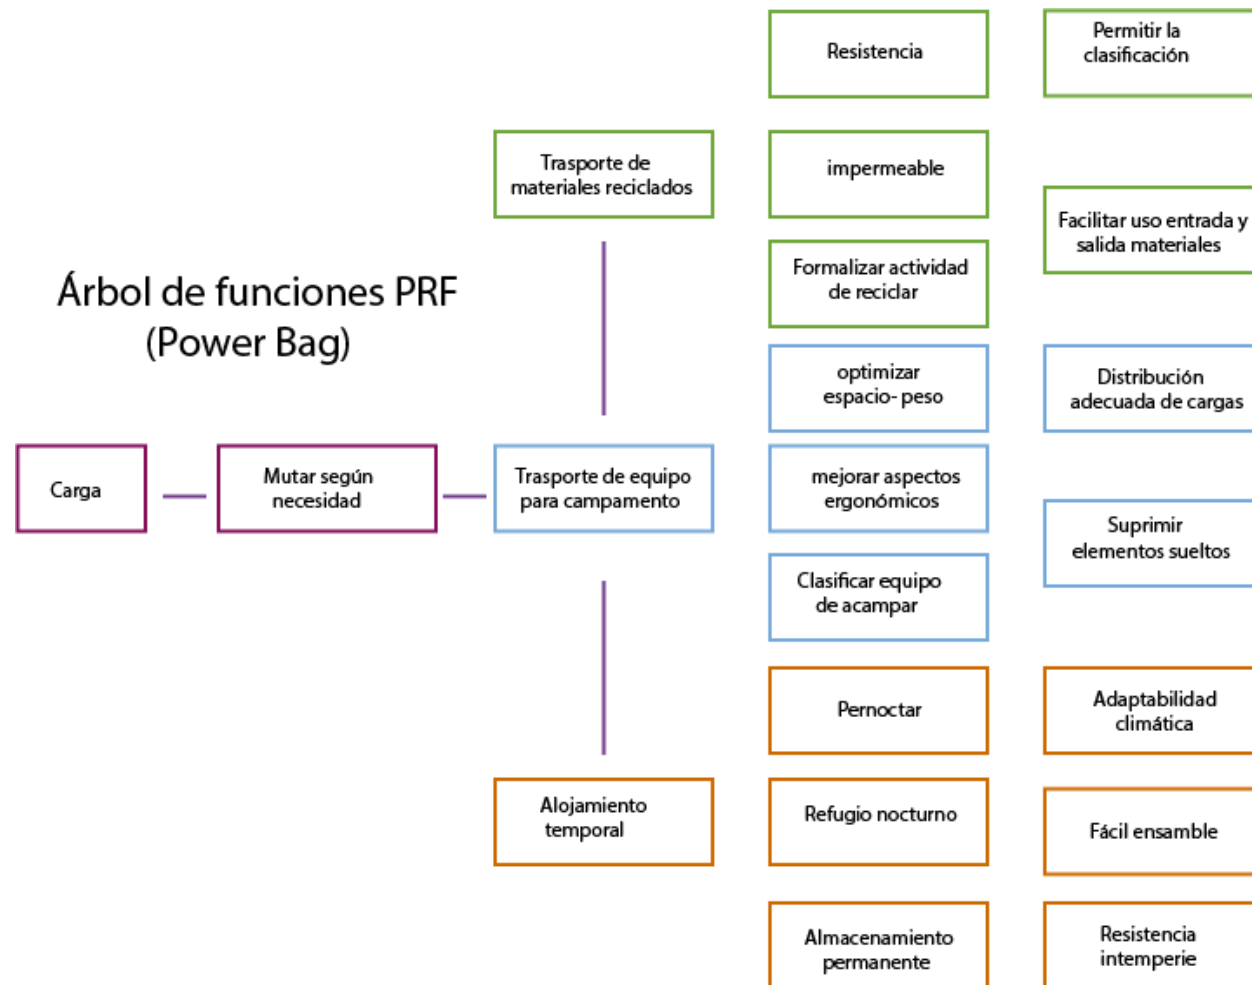 Árbol de funciones PRF
(Power Bag)
Carga
Mutar según
necesidad
Trasporte de
materiales reciclados
Trasporte de equipo
para campamento
Alojamiento
temporal
Resistencia
impermeable
Formalizar actividad
de reciclar
optimizar
espacio- peso
mejorar aspectos
ergonómicos
Clasificar equipo
de acampar
Pernoctar
Refugio nocturno
Almacenamiento
permanente
Permitir la
clasificación
Facilitar uso entrada y
salida materiales
Distribución
adecuada de cargas
Suprimir
elementos sueltos
Adaptabilidad
climática
Fácil ensamble
Resistencia
intemperie